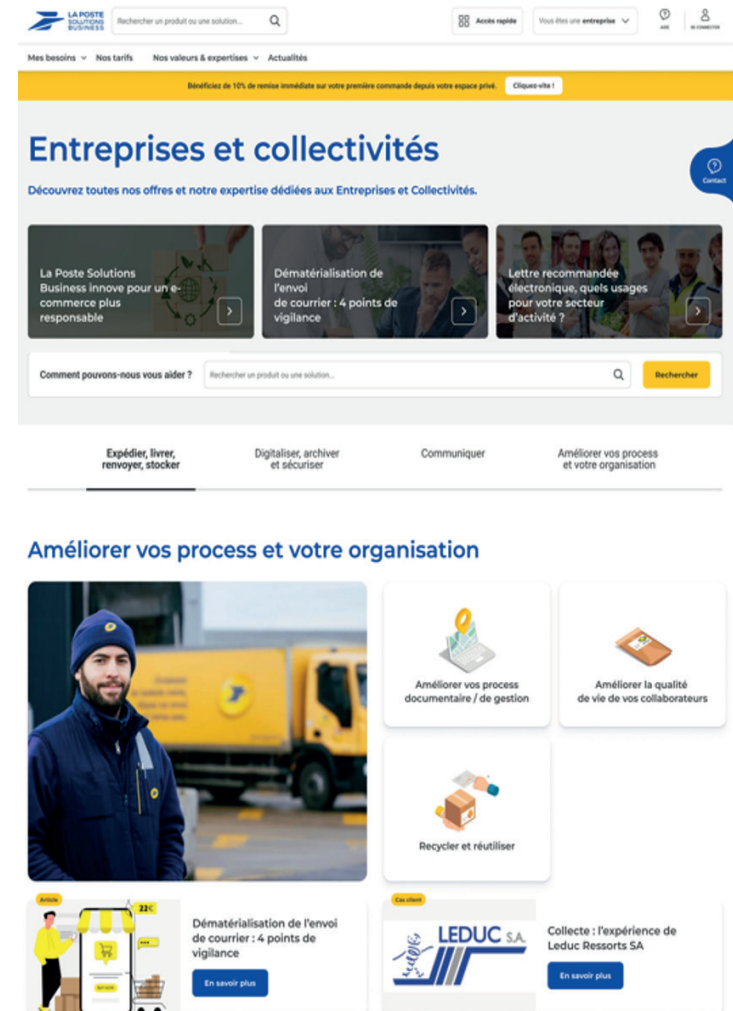 LA POSTE
SOLUTIONS
BUSINESS
Rechercher un produit ou une solution...
Accès rapide
Vous êtes une entreprise
AIDE
SE CONNECTER
Mes besoins
Nos tarifs
Nos valeurs & expertises
Actualités
Bénéficiez de 10% de remise immédiate sur votre première commande depuis votre espace privé.
Cliquez-vite !
Entreprises et collectivités
Contact
Découvrez toutes nos offres et notre expertise dédiées aux Entreprises et Collectivités.
La Poste Solutions
Business innove pour un e-
commerce plus
responsable
Dématérialisation de
l'envoi
de courrier : 4 points de
vigilance
Lettre recommandée
électronique, quels usages
pour votre secteur
d'activité ?
Comment pouvons-nous vous aider ?
Rechercher un produit ou une solution...
Rechercher
Expédier, livrer,
renvoyer, stocker
Digitaliser, archiver
et sécuriser
Communiquer
Améliorer vos process
et votre organisation
Améliorer vos process et votre organisation
Améliorer vos process
documentaire / de gestion
Améliorer la qualité
de vie de vos collaborateurs
Recycler et réutiliser
Article
22€
BUY NOW
Dématérialisation de l'envoi
de courrier : 4 points de
vigilance
En savoir plus
Cas client
LEDUC S.A.
Collecte : l'expérience de
Leduc Ressorts SA
En savoir plus